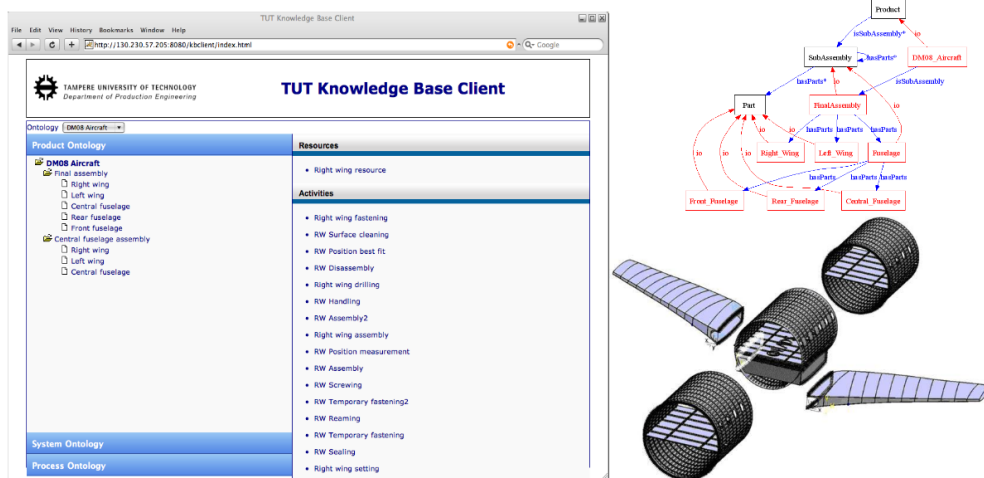 TUT Knowledge Base Client
File Edit View History Bookmarks Window Help
http://130.230.57.205:8080/kbclient/index.html
Google
TAMPERE UNIVERSITY OF TECHNOLOGY
Department of Production Engineering
TUT Knowledge Base Client
Ontology DM08 Aircraft
Product Ontology
DM08 Aircraft
Final assembly
Right wing
Left wing
Central fuselage
Rear fuselage
Front fuselage
Central fuselage assembly
Right wing
Left wing
Central fuselage
System Ontology
Process Ontology
Resources
• Right wing resource
Activities
• Right wing fastening
• RW Surface cleaning
• RW Position best fit
• RW Disassembly
• Right wing drilling
• RW Handling
• RW Assembly2
• Right wing assembly
• RW Position measurement
• RW Assembly
• RW Screwing
• RW Temporary fastening2
• RW Reaming
• RW Temporary fastening
• RW Sealing
• Right wing setting
Product
isSubAssembly* io
SubAssembly hasParts* DM08_Aircraft
hasParts* io isSubAssembly
Part FinalAssembly
io hasParts hasParts hasParts io
io io
Right_Wing Left_Wing Fuselage
io io io
hasParts hasParts hasParts
Front_Fuselage Rear_Fuselage Central_Fuselage